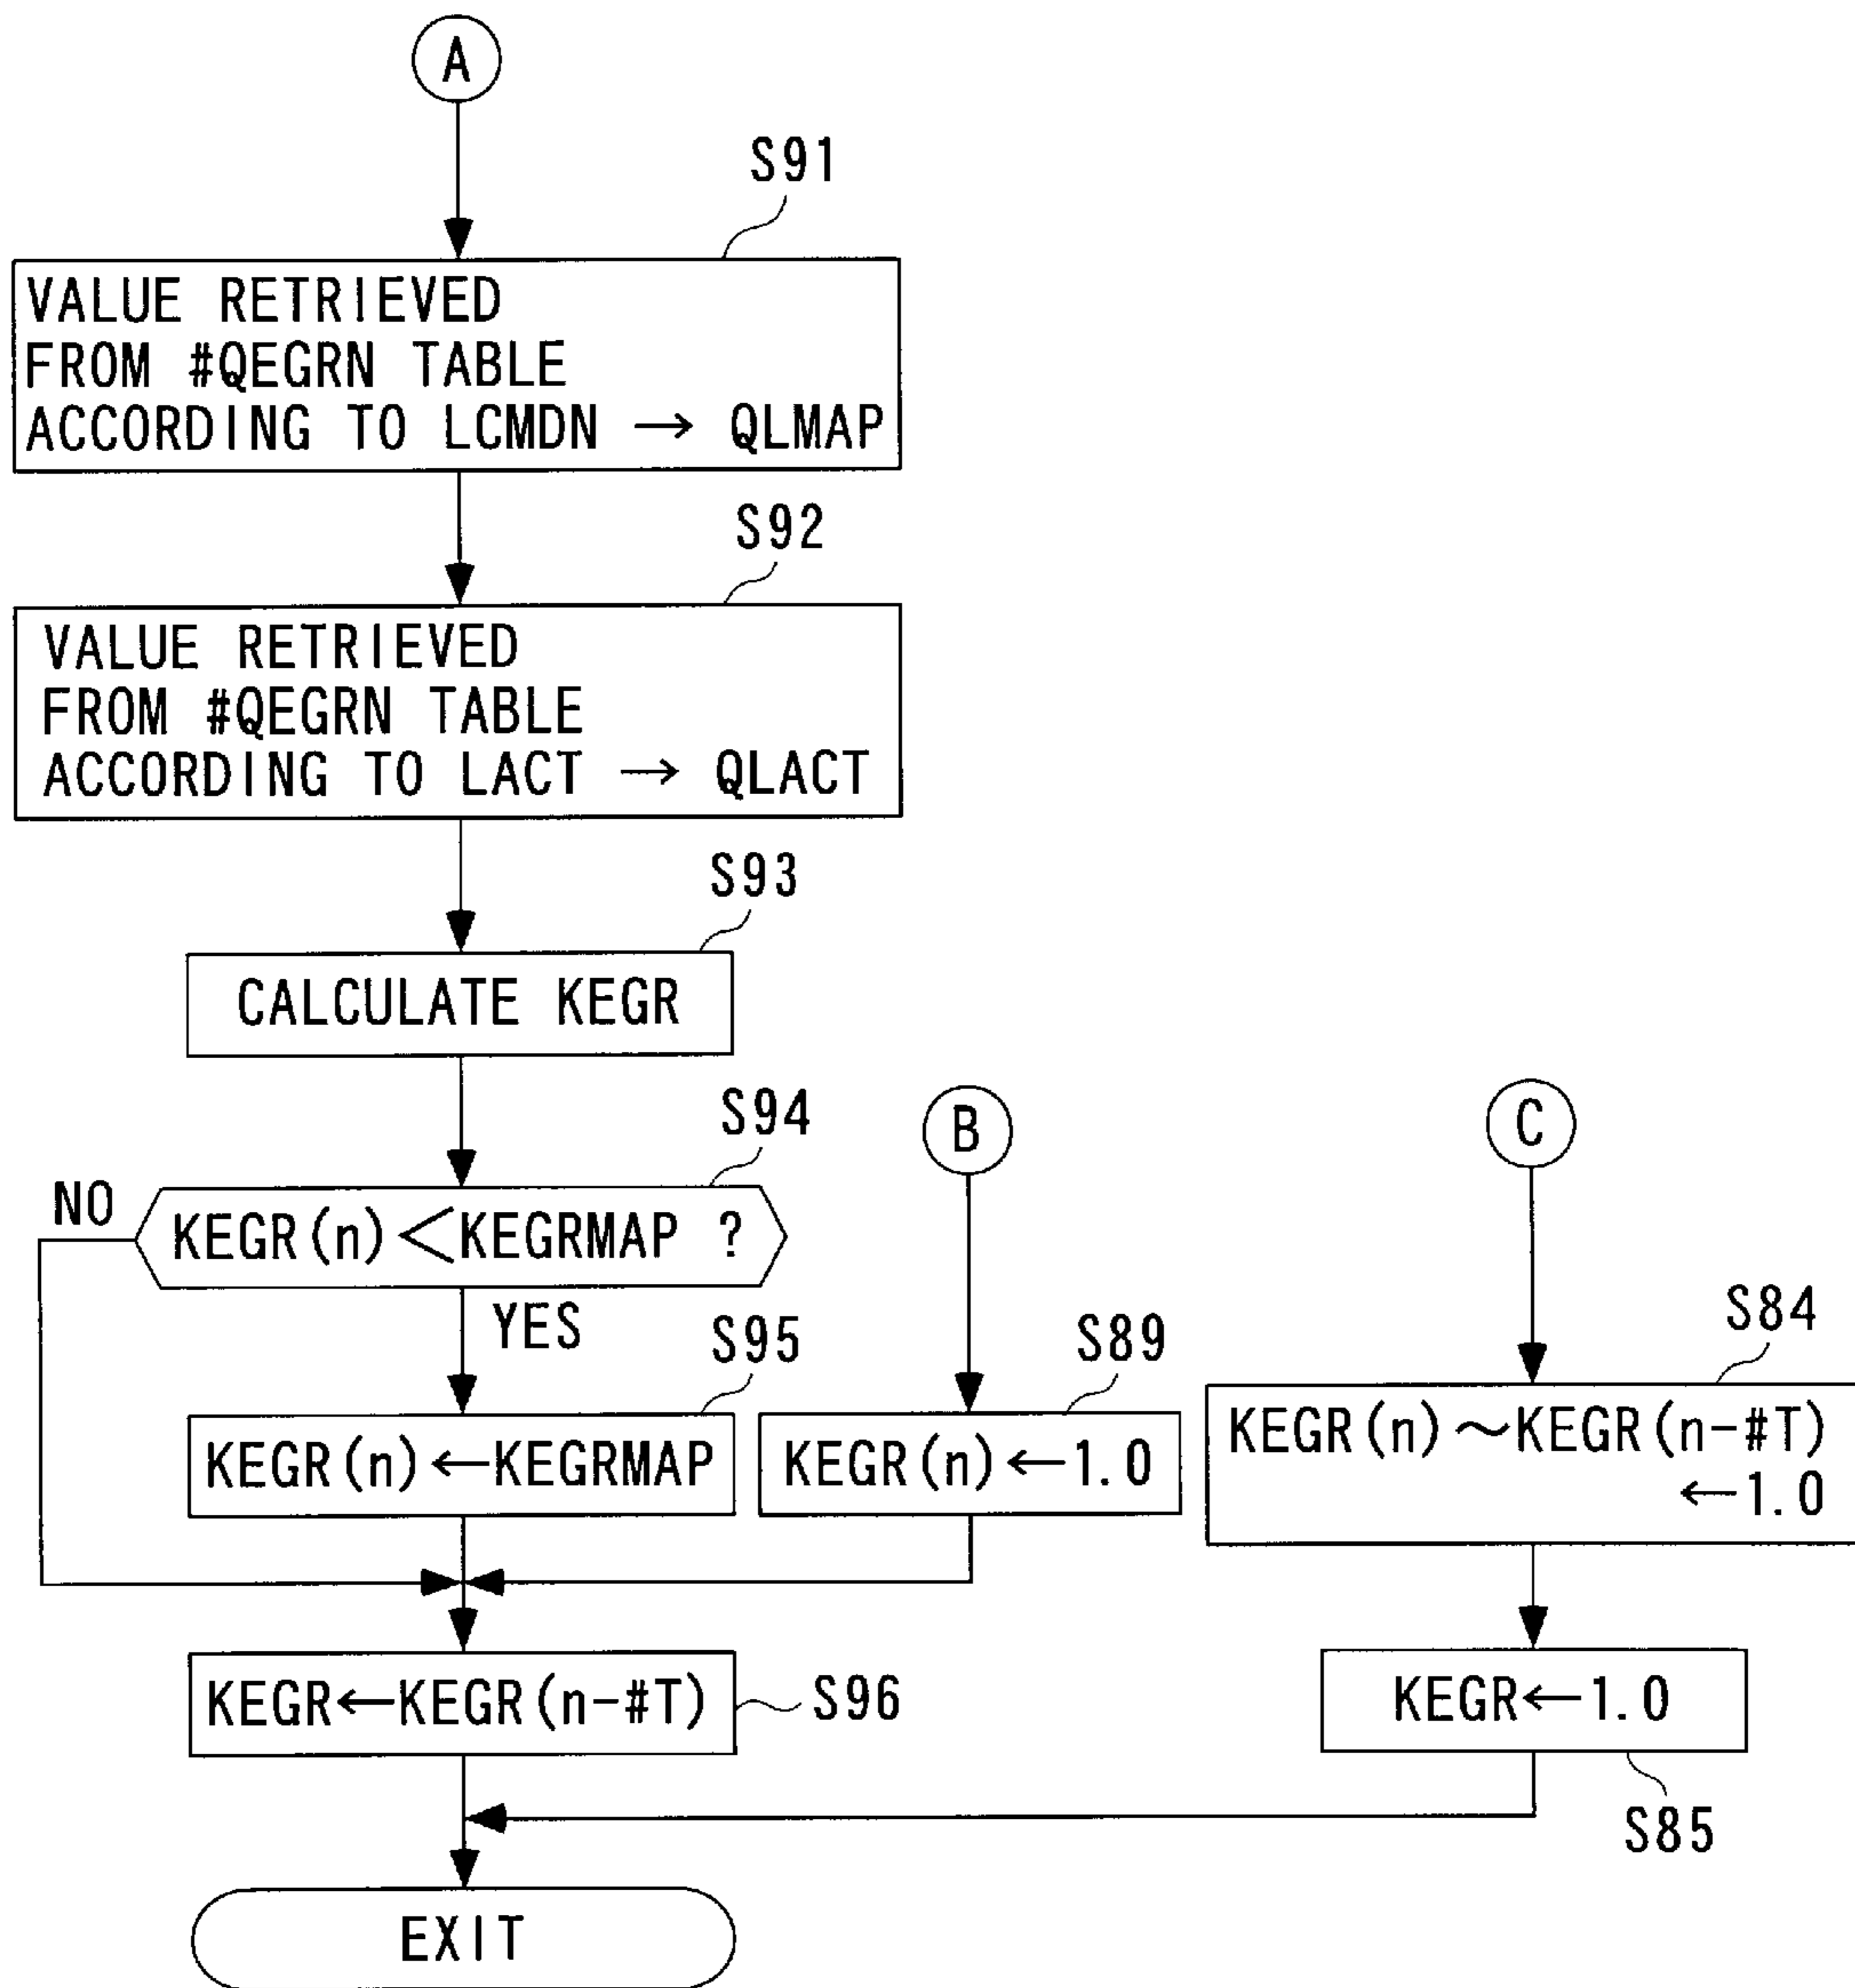 A
S91
VALUE RETRIEVED
FROM #QEGRN TABLE
ACCORDING TO LCMDN → QLMAP
S92
VALUE RETRIEVED
FROM #QEGRN TABLE
ACCORDING TO LACT → QLACT
S93
CALCULATE KEGR
S94
NO
KEGR(n)<KEGRMAP ?
YES
S95
KEGR(n)←KEGRMAP
B
S89
KEGR(n)←1.0
C
S84
KEGR(n)~KEGR(n-#T)
←1.0
KEGR←KEGR(n-#T)
S96
KEGR←1.0
S85
EXIT